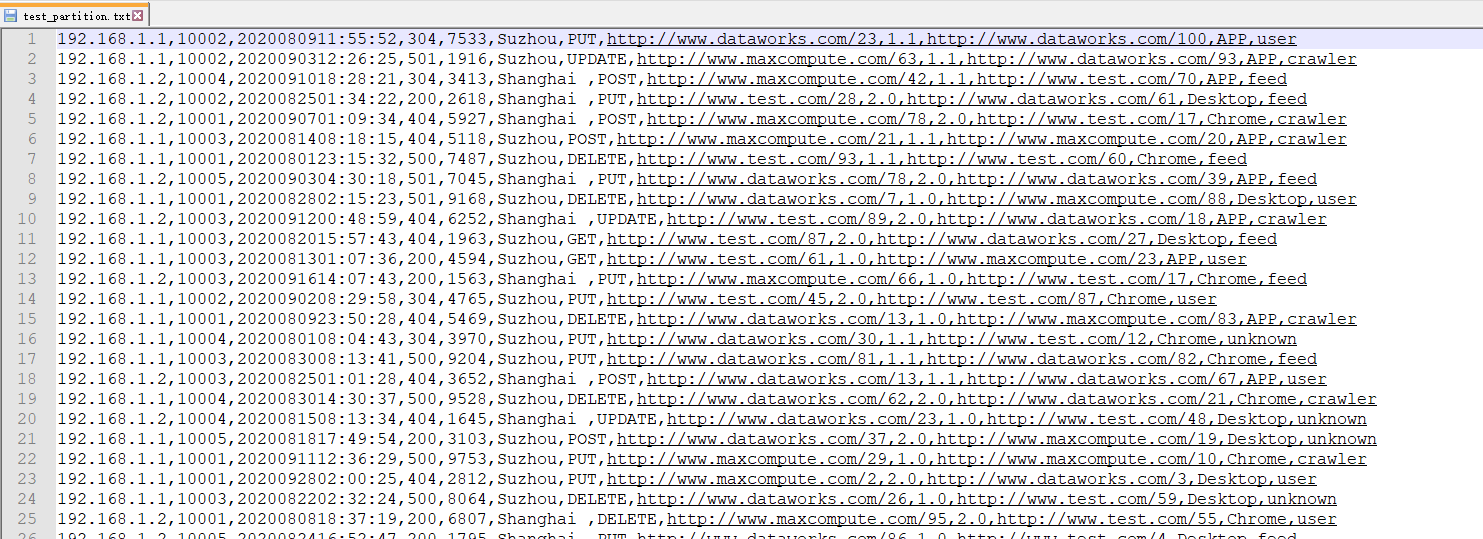 test_partition.txt
1 192.168.1.1,10002,2020080911:55:52,304,7533,Suzhou,PUT,http://www.dataworks.com/23,1.1,http://www.dataworks.com/100,APP,user
2 192.168.1.1,10002,2020090312:26:25,501,1916,Suzhou,UPDATE,http://www.maxcompute.com/63,1.1,http://www.dataworks.com/93,APP,crawler
3 192.168.1.2,10004,2020091018:28:21,304,3413,Shanghai ,POST,http://www.maxcompute.com/42,1.1,http://www.test.com/70,APP,feed
4 192.168.1.2,10002,2020082501:34:22,200,2618,Shanghai ,PUT,http://www.test.com/28,2.0,http://www.dataworks.com/61,Desktop,feed
5 192.168.1.2,10001,2020090701:09:34,404,5927,Shanghai ,POST,http://www.maxcompute.com/78,2.0,http://www.test.com/17,Chrome,crawler
6 192.168.1.1,10003,2020081408:18:15,404,5118,Suzhou,POST,http://www.maxcompute.com/21,1.1,http://www.maxcompute.com/20,APP,crawler
7 192.168.1.1,10001,2020080123:15:32,500,7487,Suzhou,DELETE,http://www.test.com/93,1.1,http://www.test.com/60,Chrome,feed
8 192.168.1.2,10005,2020090304:30:18,501,7045,Shanghai ,PUT,http://www.dataworks.com/78,2.0,http://www.dataworks.com/39,APP,feed
9 192.168.1.1,10001,2020082802:15:23,501,9168,Suzhou,DELETE,http://www.dataworks.com/7,1.0,http://www.maxcompute.com/88,Desktop,user
10 192.168.1.2,10003,2020091200:48:59,404,6252,Shanghai ,UPDATE,http://www.test.com/89,2.0,http://www.dataworks.com/18,APP,crawler
11 192.168.1.1,10003,2020082015:57:43,404,1963,Suzhou,GET,http://www.test.com/87,2.0,http://www.dataworks.com/27,Desktop,feed
12 192.168.1.1,10003,2020081301:07:36,200,4594,Suzhou,GET,http://www.test.com/61,1.0,http://www.maxcompute.com/23,APP,user
13 192.168.1.2,10003,2020091614:07:43,200,1563,Shanghai ,PUT,http://www.maxcompute.com/66,1.0,http://www.test.com/17,Chrome,feed
14 192.168.1.1,10002,2020090208:29:58,304,4765,Suzhou,PUT,http://www.test.com/45,2.0,http://www.test.com/87,Chrome,user
15 192.168.1.1,10001,2020080923:50:28,404,5469,Suzhou,DELETE,http://www.dataworks.com/13,1.0,http://www.maxcompute.com/83,APP,crawler
16 192.168.1.1,10004,2020080108:04:43,304,3970,Suzhou,PUT,http://www.dataworks.com/30,1.1,http://www.test.com/12,Chrome,unknown
17 192.168.1.1,10003,2020083008:13:41,500,9204,Suzhou,PUT,http://www.dataworks.com/81,1.1,http://www.dataworks.com/82,Chrome,feed
18 192.168.1.2,10003,2020082501:01:28,404,3652,Shanghai ,POST,http://www.dataworks.com/13,1.1,http://www.dataworks.com/67,APP,user
19 192.168.1.1,10004,2020083014:30:37,500,9528,Suzhou,DELETE,http://www.dataworks.com/62,2.0,http://www.dataworks.com/21,Chrome,crawler
20 192.168.1.2,10004,2020081508:13:34,404,1645,Shanghai ,UPDATE,http://www.dataworks.com/23,1.0,http://www.test.com/48,Desktop,unknown
21 192.168.1.1,10005,2020081817:49:54,200,3103,Suzhou,POST,http://www.dataworks.com/37,2.0,http://www.maxcompute.com/19,Desktop,unknown
22 192.168.1.1,10001,2020091112:36:29,500,9753,Suzhou,PUT,http://www.maxcompute.com/29,1.0,http://www.maxcompute.com/10,Chrome,crawler
23 192.168.1.1,10001,2020092802:00:25,404,2812,Suzhou,PUT,http://www.maxcompute.com/2,2.0,http://www.dataworks.com/3,Desktop,user
24 192.168.1.1,10003,2020082202:32:24,500,8064,Suzhou,DELETE,http://www.dataworks.com/26,1.0,http://www.test.com/59,Desktop,unknown
25 192.168.1.2,10001,2020080818:37:19,200,6807,Shanghai ,DELETE,http://www.maxcompute.com/95,2.0,http://www.test.com/55,Chrome,user
26 192.168.1.2,10005,2020082416:52:47,200,1795,Shanghai ,PUT,http://www.dataworks.com/86,1.0,http://www.test.com/4,Desktop,feed